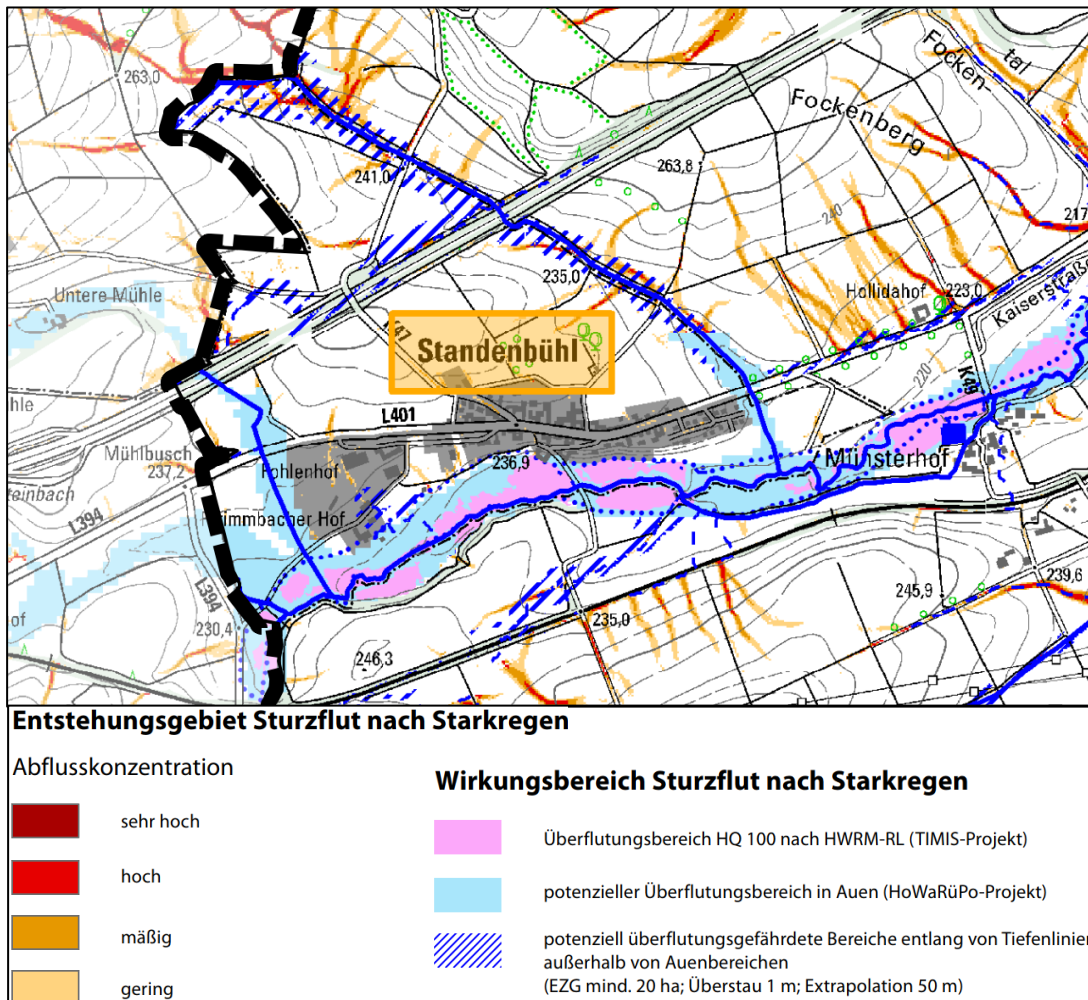 263,0
Focken-
tal
Fockenberg
263,8
241,0
240
217
235,0
Untere Mühle
Hollidahof
223,0
Kaiserstraße
K47
Standenbühl
220
K49
L401
Mühlbusch
237,2
Pohlenhof
236,9
Münsterhof
L394
L394
230,4
246,3
235,0
245,9
239,6
Entstehungsgebiet Sturzflut nach Starkregen
Abflusskonzentration
sehr hoch
hoch
mäßig
gering
Wirkungsbereich Sturzflut nach Starkregen
Überflutungsbereich HQ 100 nach HWRM-RL (TIMIS-Projekt)
potenzieller Überflutungsbereich in Auen (HoWaRüPo-Projekt)
potenziell überflutungsgefährdete Bereiche entlang von Tiefenlinien
außerhalb von Auenbereichen
(EZG mind. 20 ha; Überstau 1 m; Extrapolation 50 m)